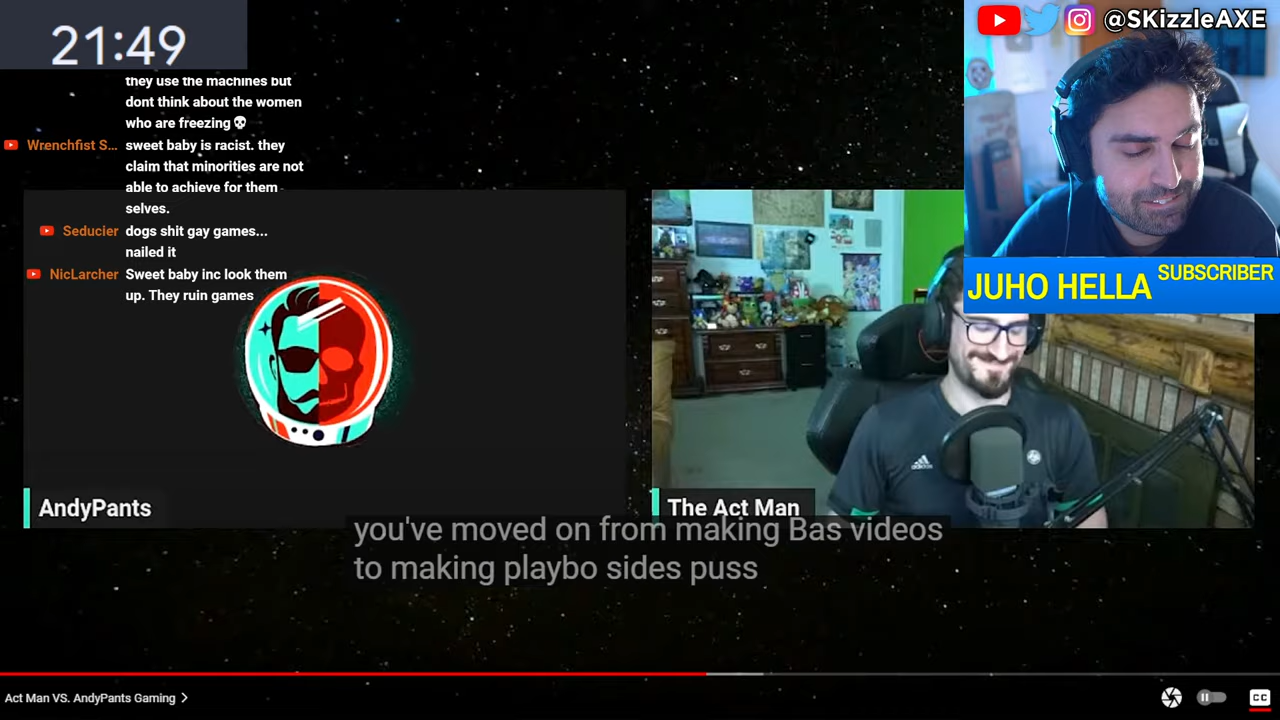 21:49
@SKizzleAXE
they use the machines but
dont think about the women
who are freezing💀
Wrenchfist S... sweet baby is racist. they
claim that minorities are not
able to achieve for them
selves.
Seducier dogs shit gay games...
nailed it
NicLarcher Sweet baby inc look them
up. They ruin games
JUHO HELLA SUBSCRIBER
adidas
AndyPants
The Act Man
you've moved on from making Bas videos
to making playbo sides puss
Act Man VS. AndyPants Gaming >
CC